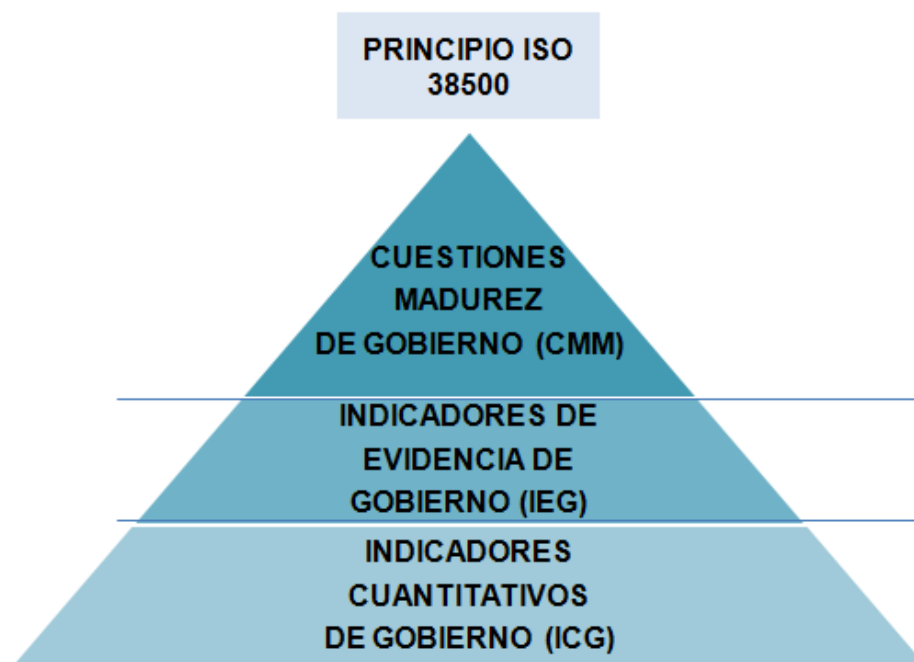 PRINCIPIO ISO
38500
CUESTIONES
MADUREZ
DE GOBIERNO (CMM)
INDICADORES DE
EVIDENCIA DE
GOBIERNO (IEG)
INDICADORES
CUANTITATIVOS
DE GOBIERNO (ICG)